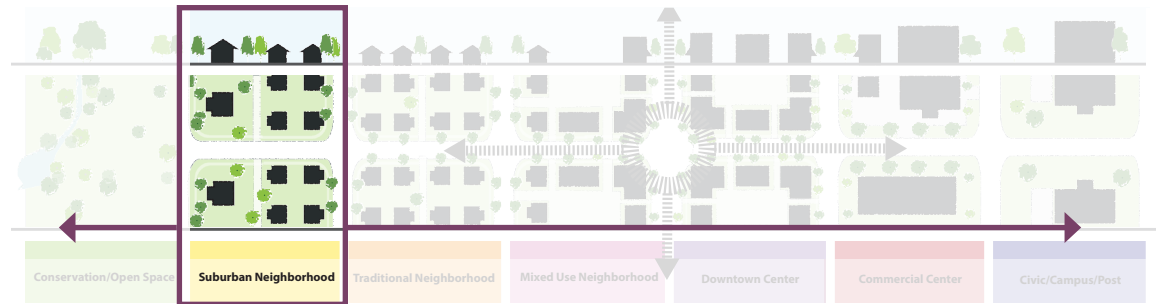 Conservation/Open Space
Suburban Neighborhood
Traditional Neighborhood
Mixed Use Neighborhood
Downtown Center
Commercial Center
Civic/Campus/Post